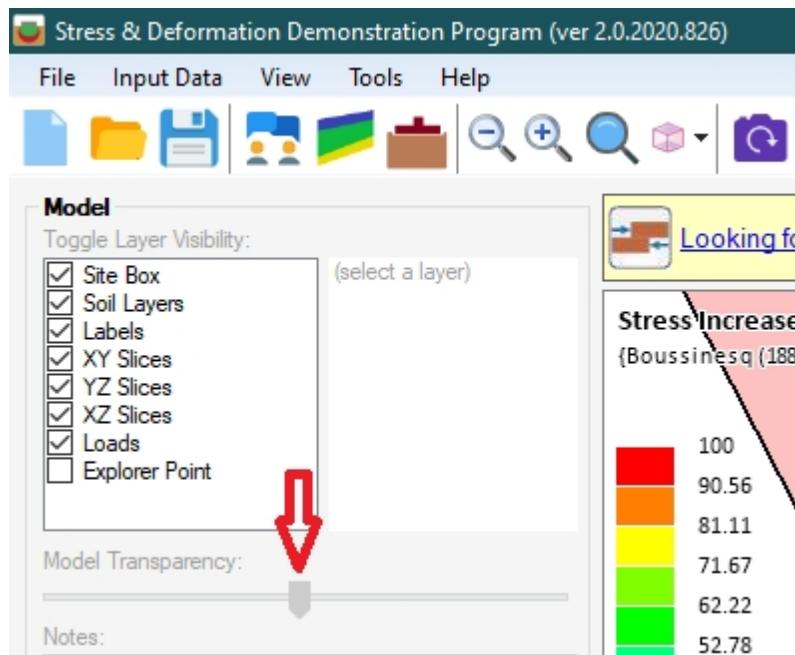 Stress & Deformation Demonstration Program (ver 2.0.2020.826)
File Input Data View Tools Help
Model
Toggle Layer Visibility:
Site Box
Soil Layers
Labels
XY Slices
YZ Slices
XZ Slices
Loads
Explorer Point
(select a layer)
Model Transparency:
Notes:
Looking
Stress Increase
{Boussinesq (188
100
90.56
81.11
71.67
62.22
52.78